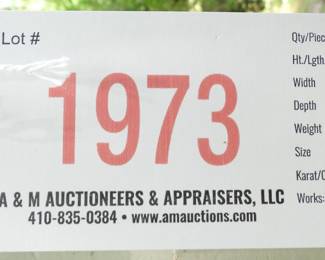 Lot #
1973
A & M AUCTIONEERS & APPRAISERS, LLC
410-835-0384 • www.amauctions.com
Qty/Piec
Ht./Lgth.
Width
Depth
Weight
Size
Karat/C
Works: